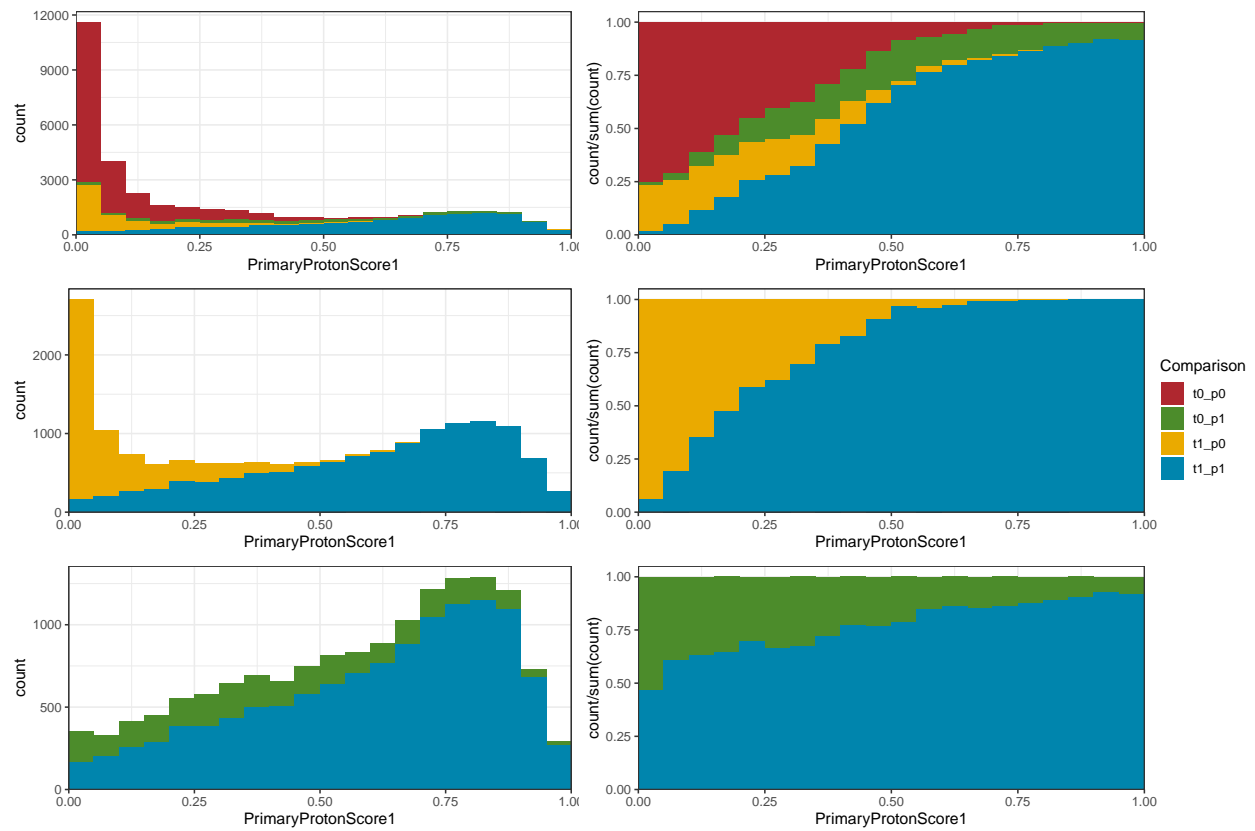 12000
9000
6000
3000
0
count
0.00 0.25 0.50 0.75 1.00
PrimaryProtonScore1
1.00
0.75
0.50
0.25
0.00
count/sum(count)
0.00 0.25 0.50 0.75 1.00
PrimaryProtonScore1
2000
1000
0
count
0.00 0.25 0.50 0.75 1.00
PrimaryProtonScore1
1.00
0.75
0.50
0.25
0.00
count/sum(count)
0.00 0.25 0.50 0.75 1.00
PrimaryProtonScore1
Comparison
t0_p0
t0_p1
t1_p0
t1_p1
1000
500
0
count
0.00 0.25 0.50 0.75 1.00
PrimaryProtonScore1
1.00
0.75
0.50
0.25
0.00
count/sum(count)
0.00 0.25 0.50 0.75 1.00
PrimaryProtonScore1